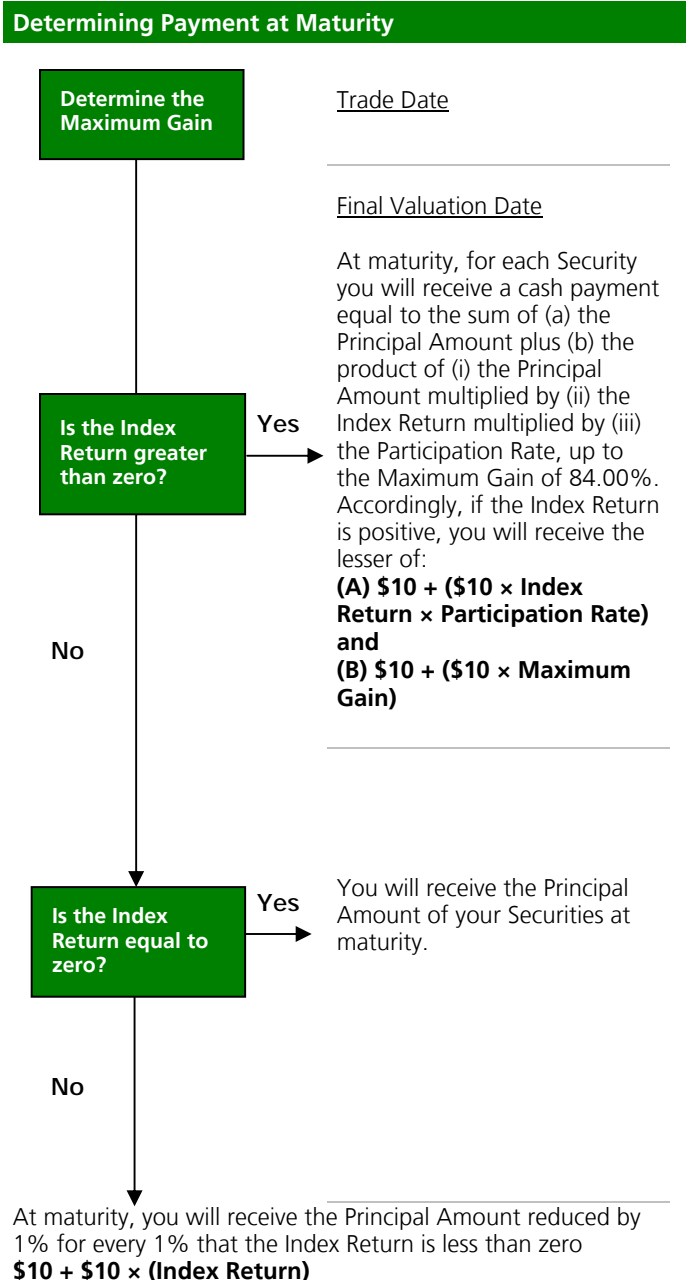 Determining Payment at Maturity
Determine the
Maximum Gain
Trade Date
Final Valuation Date
At maturity, for each Security
you will receive a cash payment
equal to the sum of (a) the
Principal Amount plus (b) the
product of (i) the Principal
Amount multiplied by (ii) the
Index Return multiplied by (iii)
the Participation Rate, up to
the Maximum Gain of 84.00%.
Accordingly, if the Index Return
is positive, you will receive the
lesser of:
(A) $10 + ($10 × Index
Return × Participation Rate)
and
(B) $10 + ($10 × Maximum
Gain)
Is the Index
Return greater
than zero?
Yes
No
Is the Index
Return equal to
zero?
Yes
You will receive the Principal
Amount of your Securities at
maturity.
No
At maturity, you will receive the Principal Amount reduced by
1% for every 1% that the Index Return is less than zero
$10 + $10 × (Index Return)